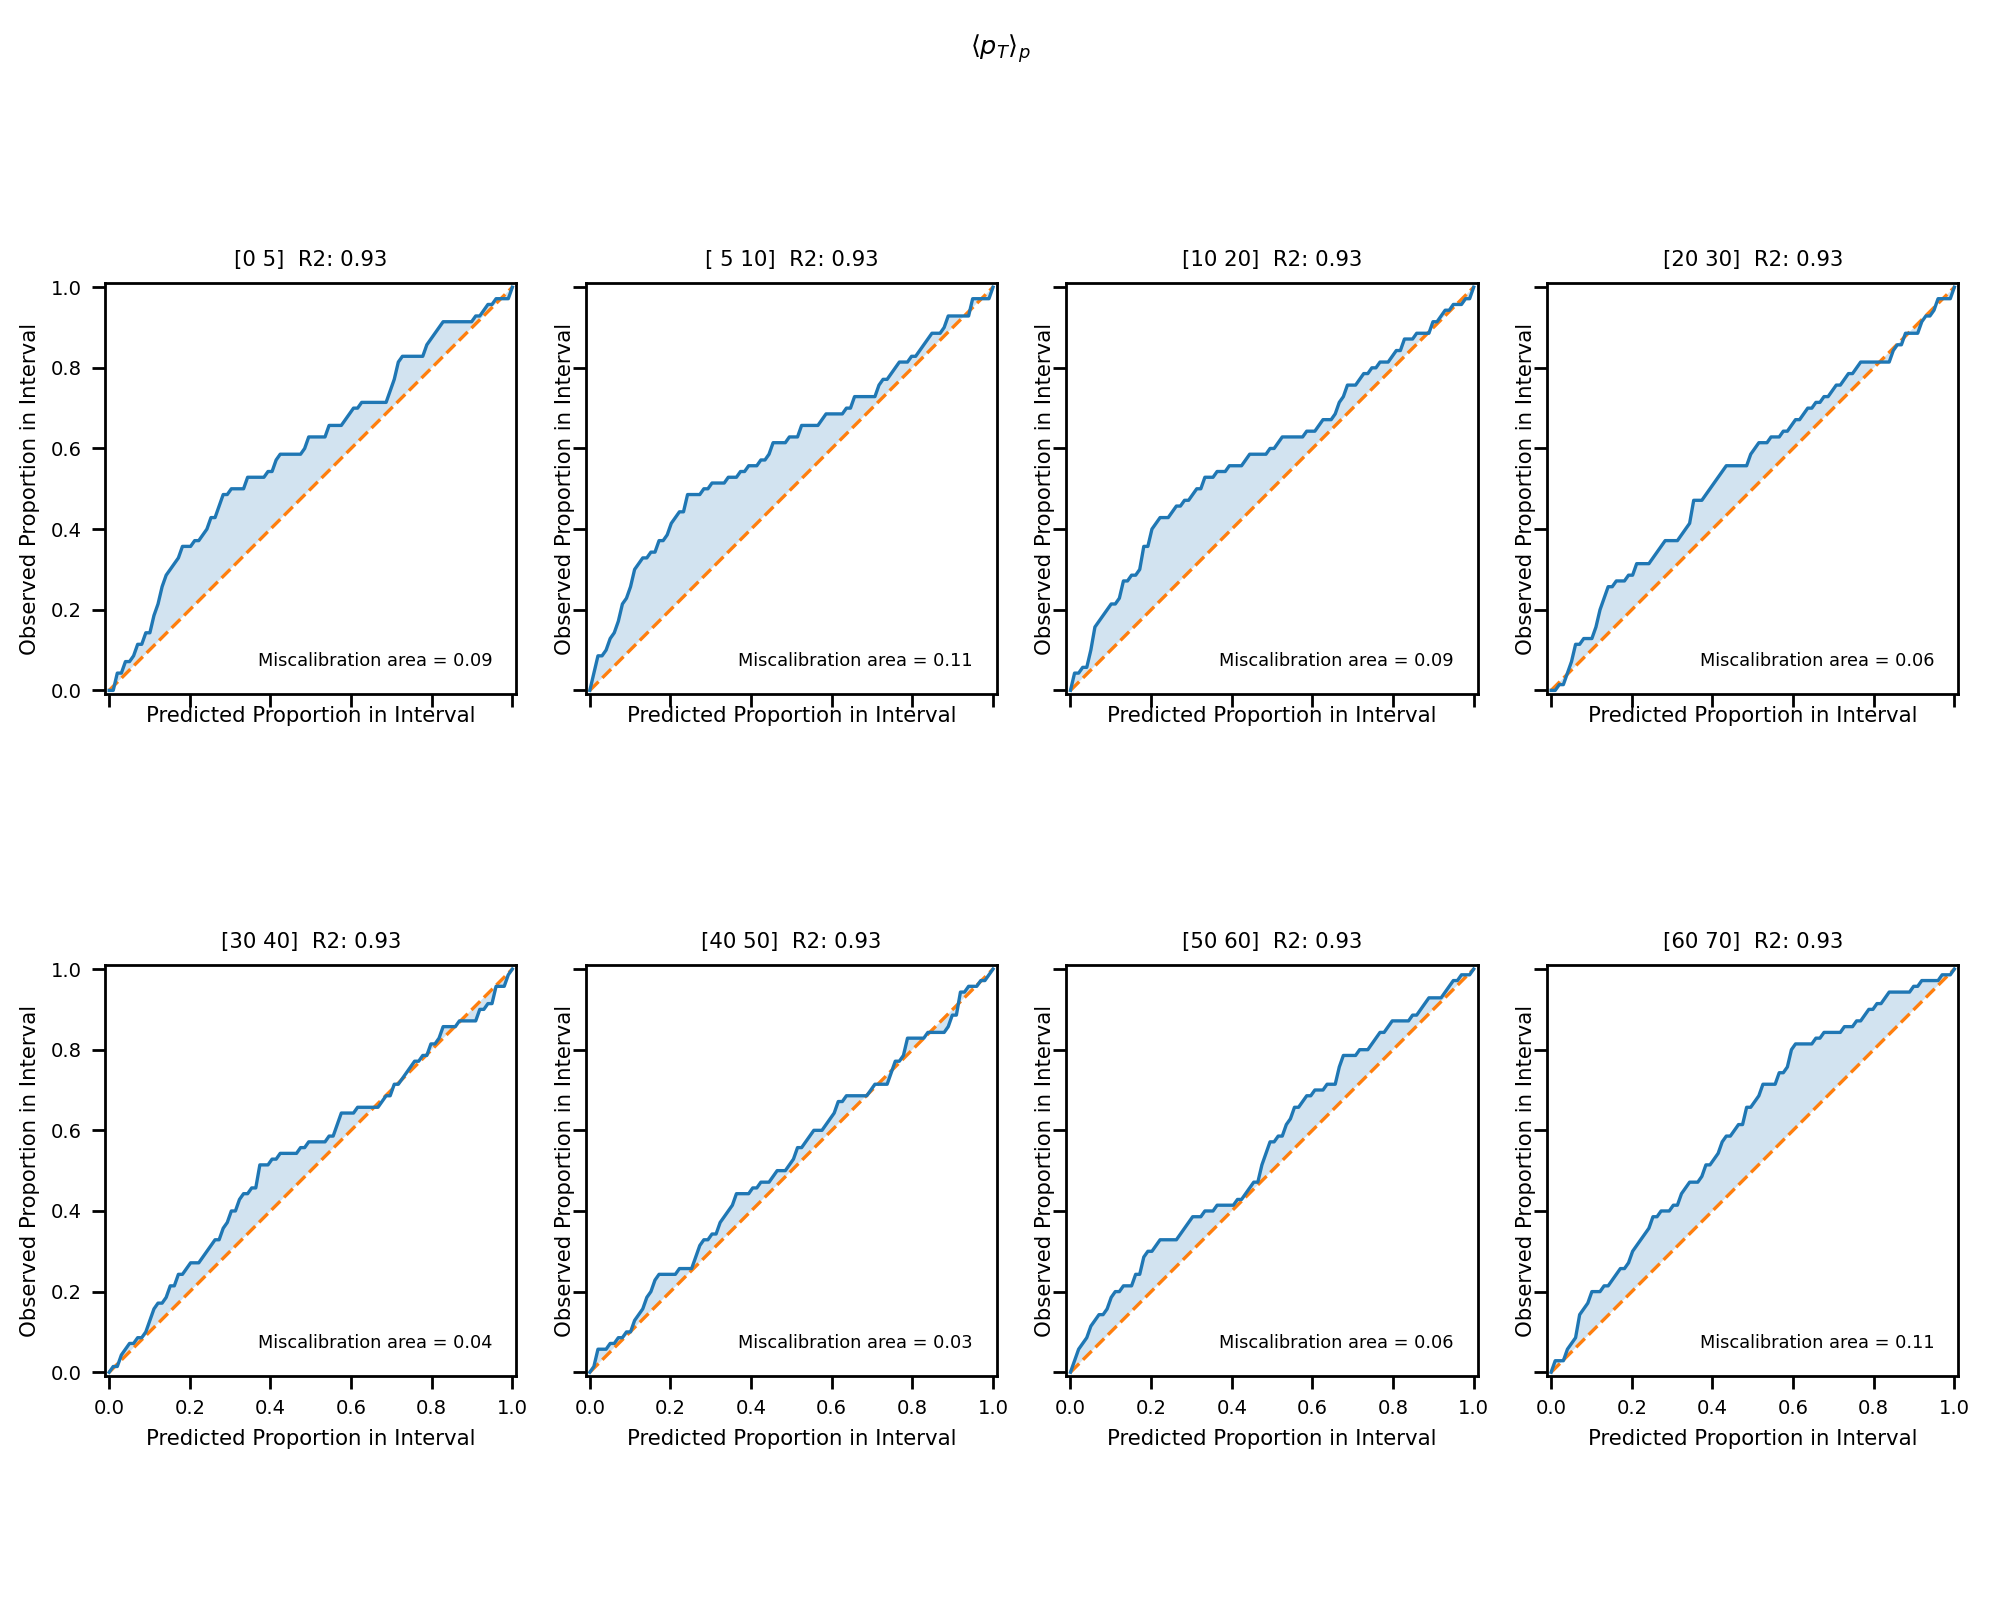 ⟨p_T⟩_p
[0 5]  R2: 0.93
[ 5 10]  R2: 0.93
[10 20]  R2: 0.93
[20 30]  R2: 0.93
Observed Proportion in Interval
1.0
0.8
0.6
0.4
0.2
0.0
Miscalibration area = 0.09
Predicted Proportion in Interval
Observed Proportion in Interval
Miscalibration area = 0.11
Predicted Proportion in Interval
Observed Proportion in Interval
Miscalibration area = 0.09
Predicted Proportion in Interval
Observed Proportion in Interval
Miscalibration area = 0.06
Predicted Proportion in Interval
[30 40]  R2: 0.93
[40 50]  R2: 0.93
[50 60]  R2: 0.93
[60 70]  R2: 0.93
Observed Proportion in Interval
1.0
0.8
0.6
0.4
0.2
0.0
Miscalibration area = 0.04
0.0 0.2 0.4 0.6 0.8 1.0
Predicted Proportion in Interval
Observed Proportion in Interval
Miscalibration area = 0.03
0.0 0.2 0.4 0.6 0.8 1.0
Predicted Proportion in Interval
Observed Proportion in Interval
Miscalibration area = 0.06
0.0 0.2 0.4 0.6 0.8 1.0
Predicted Proportion in Interval
Observed Proportion in Interval
Miscalibration area = 0.11
0.0 0.2 0.4 0.6 0.8 1.0
Predicted Proportion in Interval